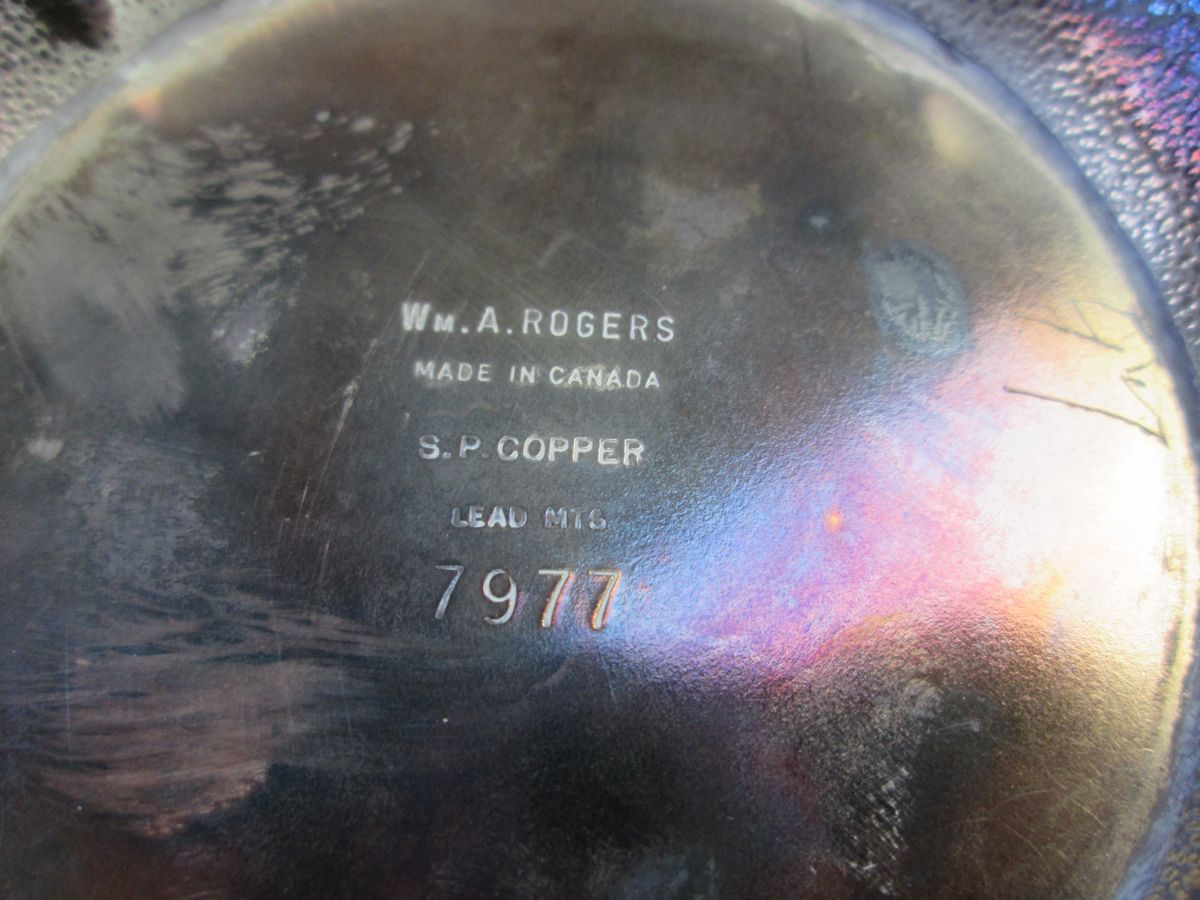 WM.A.ROGERS
MADE IN CANADA
S.P.COPPER
LEAD MTS
7977